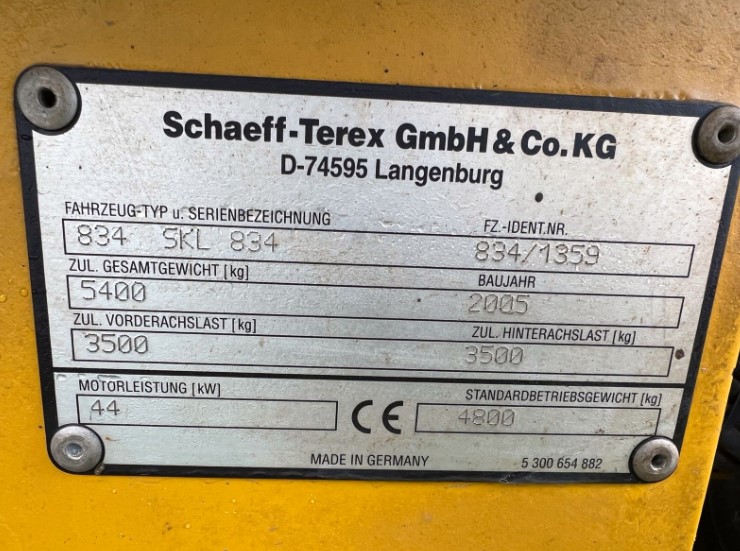 Schaeff-Terex GmbH & Co. KG
D-74595 Langenburg
FAHRZEUG-TYP u. SERIENBEZEICHNUNG FZ.-IDENT.NR.
834 SKL 834 834/1359
ZUL. GESAMTGEWICHT [kg] BAUJAHR
5400 2005
ZUL. VORDERACHSLAST [kg] ZUL. HINTERACHSLAST [kg]
3500 3500
MOTORLEISTUNG [kW] STANDARDBETRIEBSGEWICHT [kg]
44 CE 4800
MADE IN GERMANY 5 300 654 882